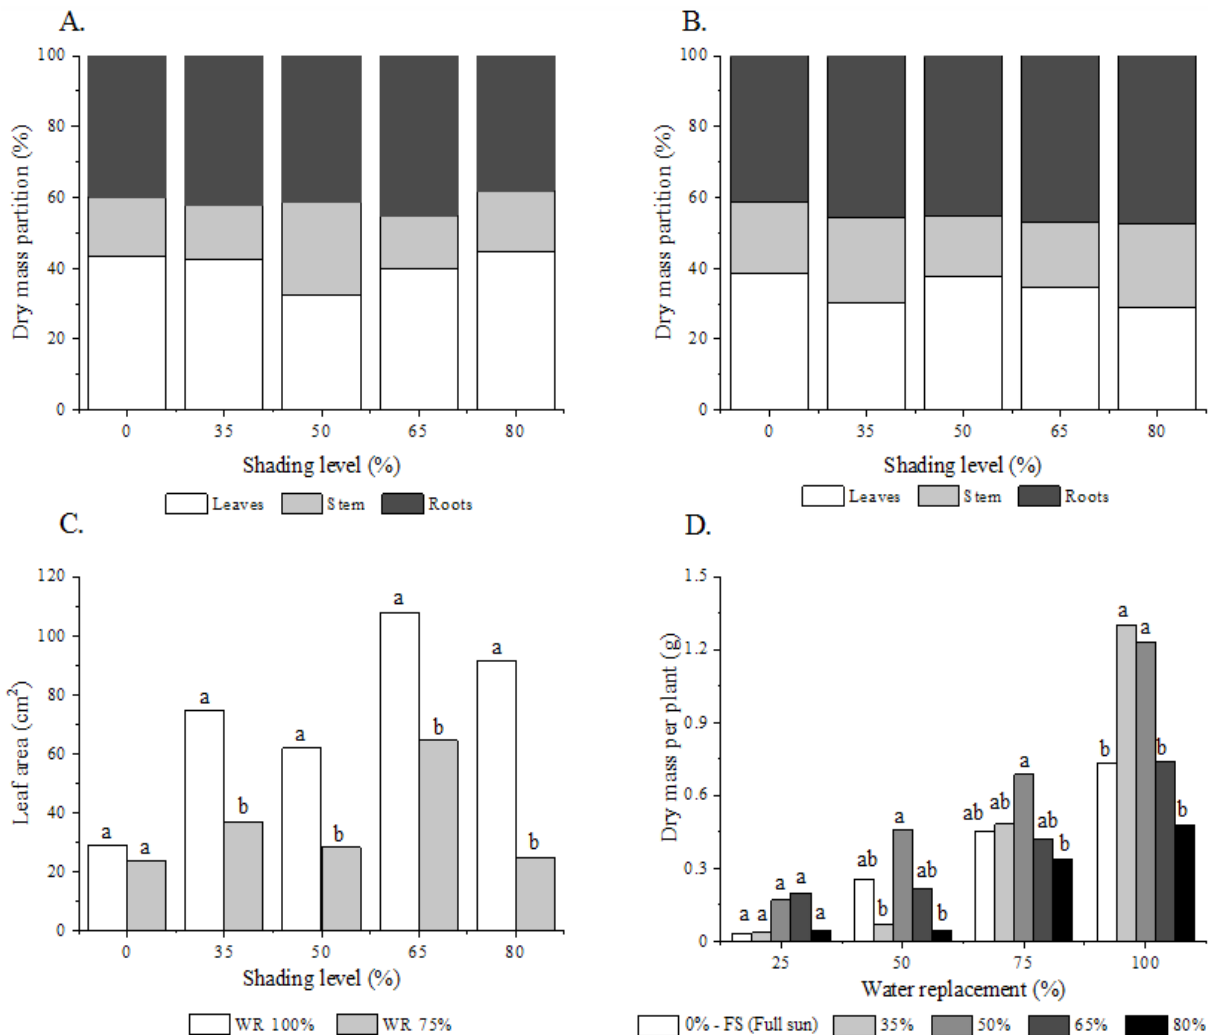 A.
Dry mass partition (%)
100
80
60
40
20
0
0 35 50 65 80
Shading level (%)
Leaves Stem Roots
B.
Dry mass partition (%)
100
80
60
40
20
0
0 35 50 65 80
Shading level (%)
Leaves Stem Roots
C.
Leaf area (cm²)
120
100
80
60
40
20
0
a a a b a b a b a b
0 35 50 65 80
Shading level (%)
WR 100% WR 75%
D.
Dry mass per plant (g)
1.5
1.2
0.9
0.6
0.3
0
a a a a a ab b a ab b ab ab a ab b b a a b b
25 50 75 100
Water replacement (%)
0% - FS (Full sun) 35% 50% 65% 80%